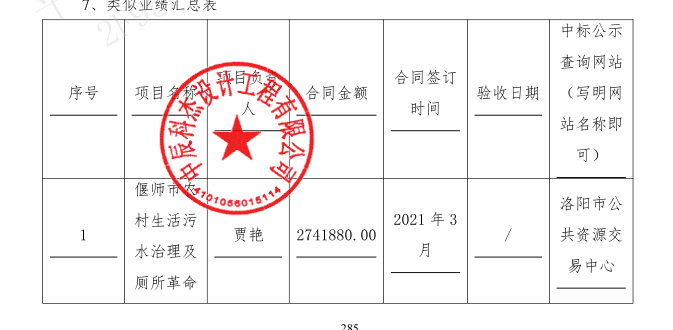 7、类似业绩汇总表
序号
项目名称
项目负责
人
合同金额
合同签订
时间
验收日期
中标公示
查询网站
（写明网
站名称即
可）
中辰科杰设计工程有限公司
4101056015114
1
偃师市农
村生活污
水治理及
厕所革命
贾艳
2741880.00
2021 年 3
月
/
洛阳市公
共资源交
易中心
285